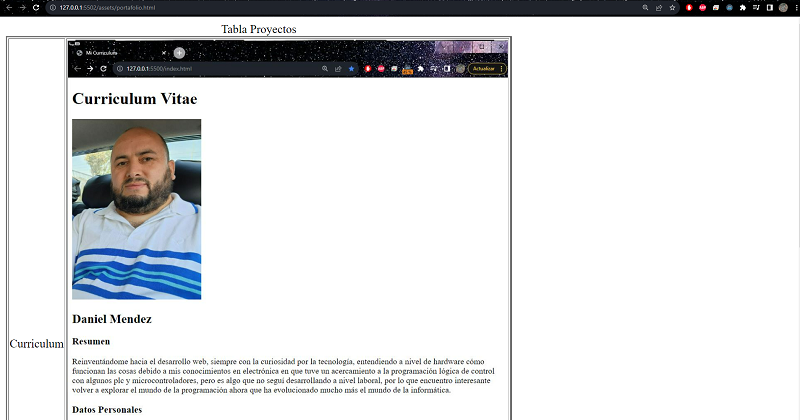 127.0.0.1:5502/assets/portafolio.html
Tabla Proyectos
Mi Curriculum
127.0.0.1:5500/index.html
Actualizar
Curriculum Vitae
Daniel Mendez
Resumen
Curriculum
Reinventándome hacia el desarrollo web, siempre con la curiosidad por la tecnología, entendiendo a nivel de hardware cómo
funcionan las cosas debido a mis conocimientos en electrónica en que tuve un acercamiento a la programación lógica de control
con algunos plc y microcontroladores, pero es algo que no seguí desarrollando a nivel laboral, por lo que encuentro interesante
volver a explorar el mundo de la programación ahora que ha evolucionado mucho más el mundo de la informática.
Datos Personales